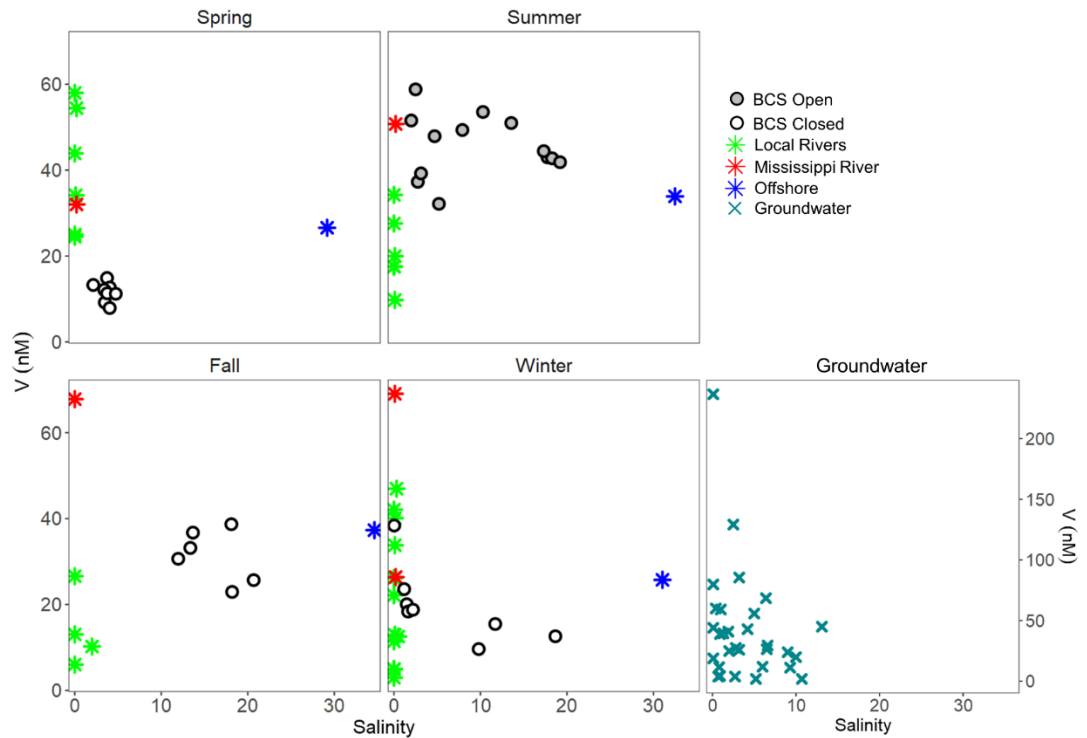 Spring
Summer
60
40
20
0
V (nM)
BCS Open
BCS Closed
Local Rivers
Mississippi River
Offshore
Groundwater
Fall
Winter
Groundwater
60
40
20
0
200
150
100
50
0
V (nM)
0 10 20 30
0 10 20 30
0 10 20 30
Salinity
Salinity